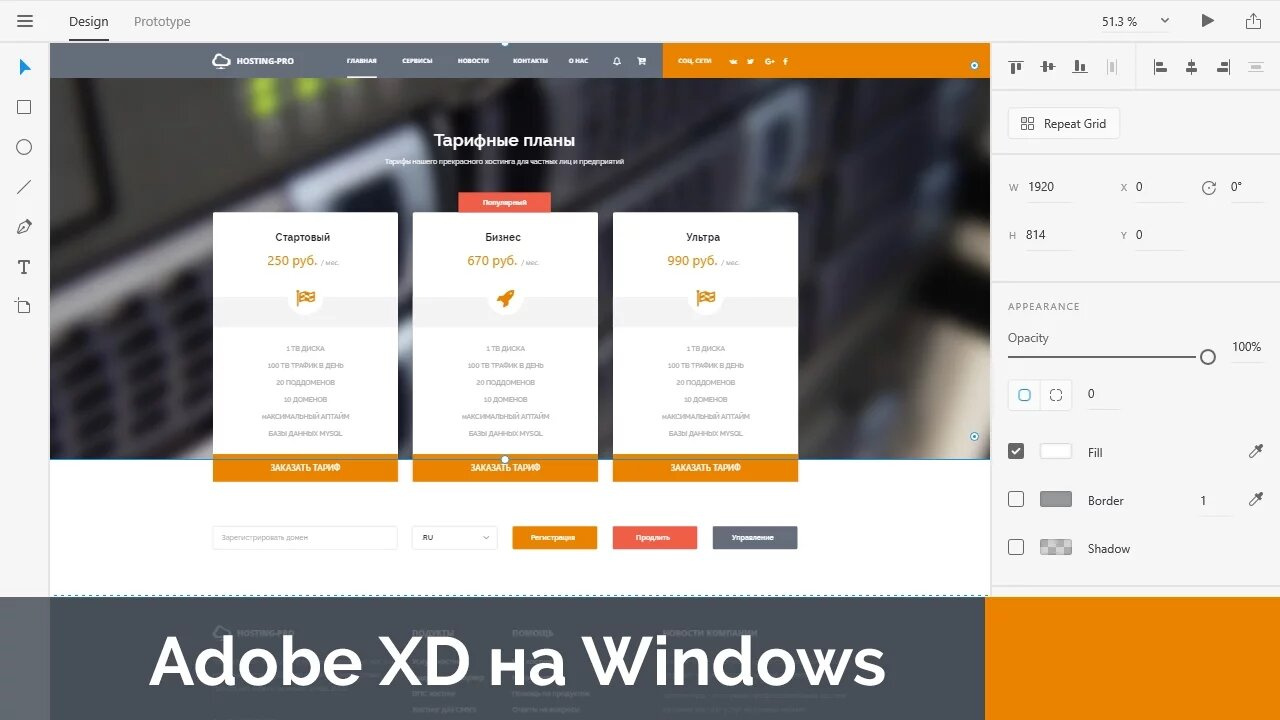 Design Prototype 51.3 %
HOSTING-PRO ГЛАВНАЯ СЕРВИСЫ НОВОСТИ КОНТАКТЫ О НАС СОЦ. СЕТИ
Тарифные планы
Тарифы нашего прекрасного хостинга для частных лиц и предприятий
Популярный
Стартовый
250 руб. / мес.
1 ТВ ДИСКА
100 ТВ ТРАФИК В ДЕНЬ
20 ПОДДОМЕНОВ
10 ДОМЕНОВ
мАКСИМАЛЬНЫЙ АПТАЙМ
БАЗЫ ДАННЫХ MYSQL
ЗАКАЗАТЬ ТАРИФ
Бизнес
670 руб. / мес.
1 ТВ ДИСКА
100 ТВ ТРАФИК В ДЕНЬ
20 ПОДДОМЕНОВ
10 ДОМЕНОВ
мАКСИМАЛЬНЫЙ АПТАЙМ
БАЗЫ ДАННЫХ MYSQL
ЗАКАЗАТЬ ТАРИФ
Ультра
990 руб. / мес.
1 ТВ ДИСКА
100 ТВ ТРАФИК В ДЕНЬ
20 ПОДДОМЕНОВ
10 ДОМЕНОВ
мАКСИМАЛЬНЫЙ АПТАЙМ
БАЗЫ ДАННЫХ MYSQL
ЗАКАЗАТЬ ТАРИФ
Зарегистрировать домен .RU Регистрация Продлить Управление
Repeat Grid
W 1920 X 0 0°
H 814 Y 0
APPEARANCE
Opacity 100%
0
Fill
Border 1
Shadow
HOSTING-PRO ПОДУКТЫ ПОМОЩЬ НОВОСТИ КОМПАНИИ
Adobe XD на Windows